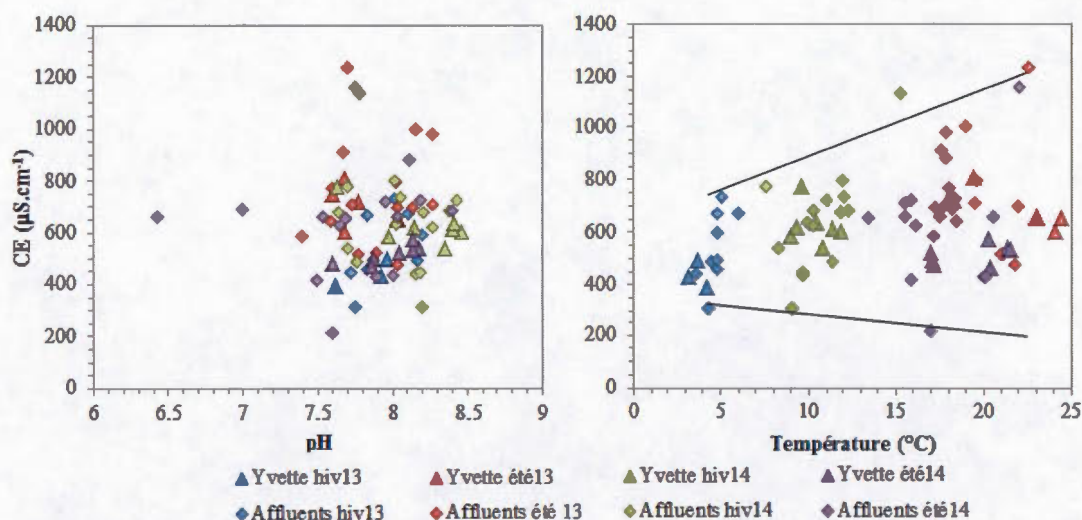 1400
1200
1000
800
600
400
200
0
CE (µS.cm-1)
6
6.5
7
7.5
8
8.5
9
pH
1400
1200
1000
800
600
400
200
0
0
5
10
15
20
25
Température (°C)
Yvette hiv13
Yvette été13
Yvette hiv14
Yvette été14
Affluents hiv13
Affluents été 13
Affluents hiv14
Affluents été14